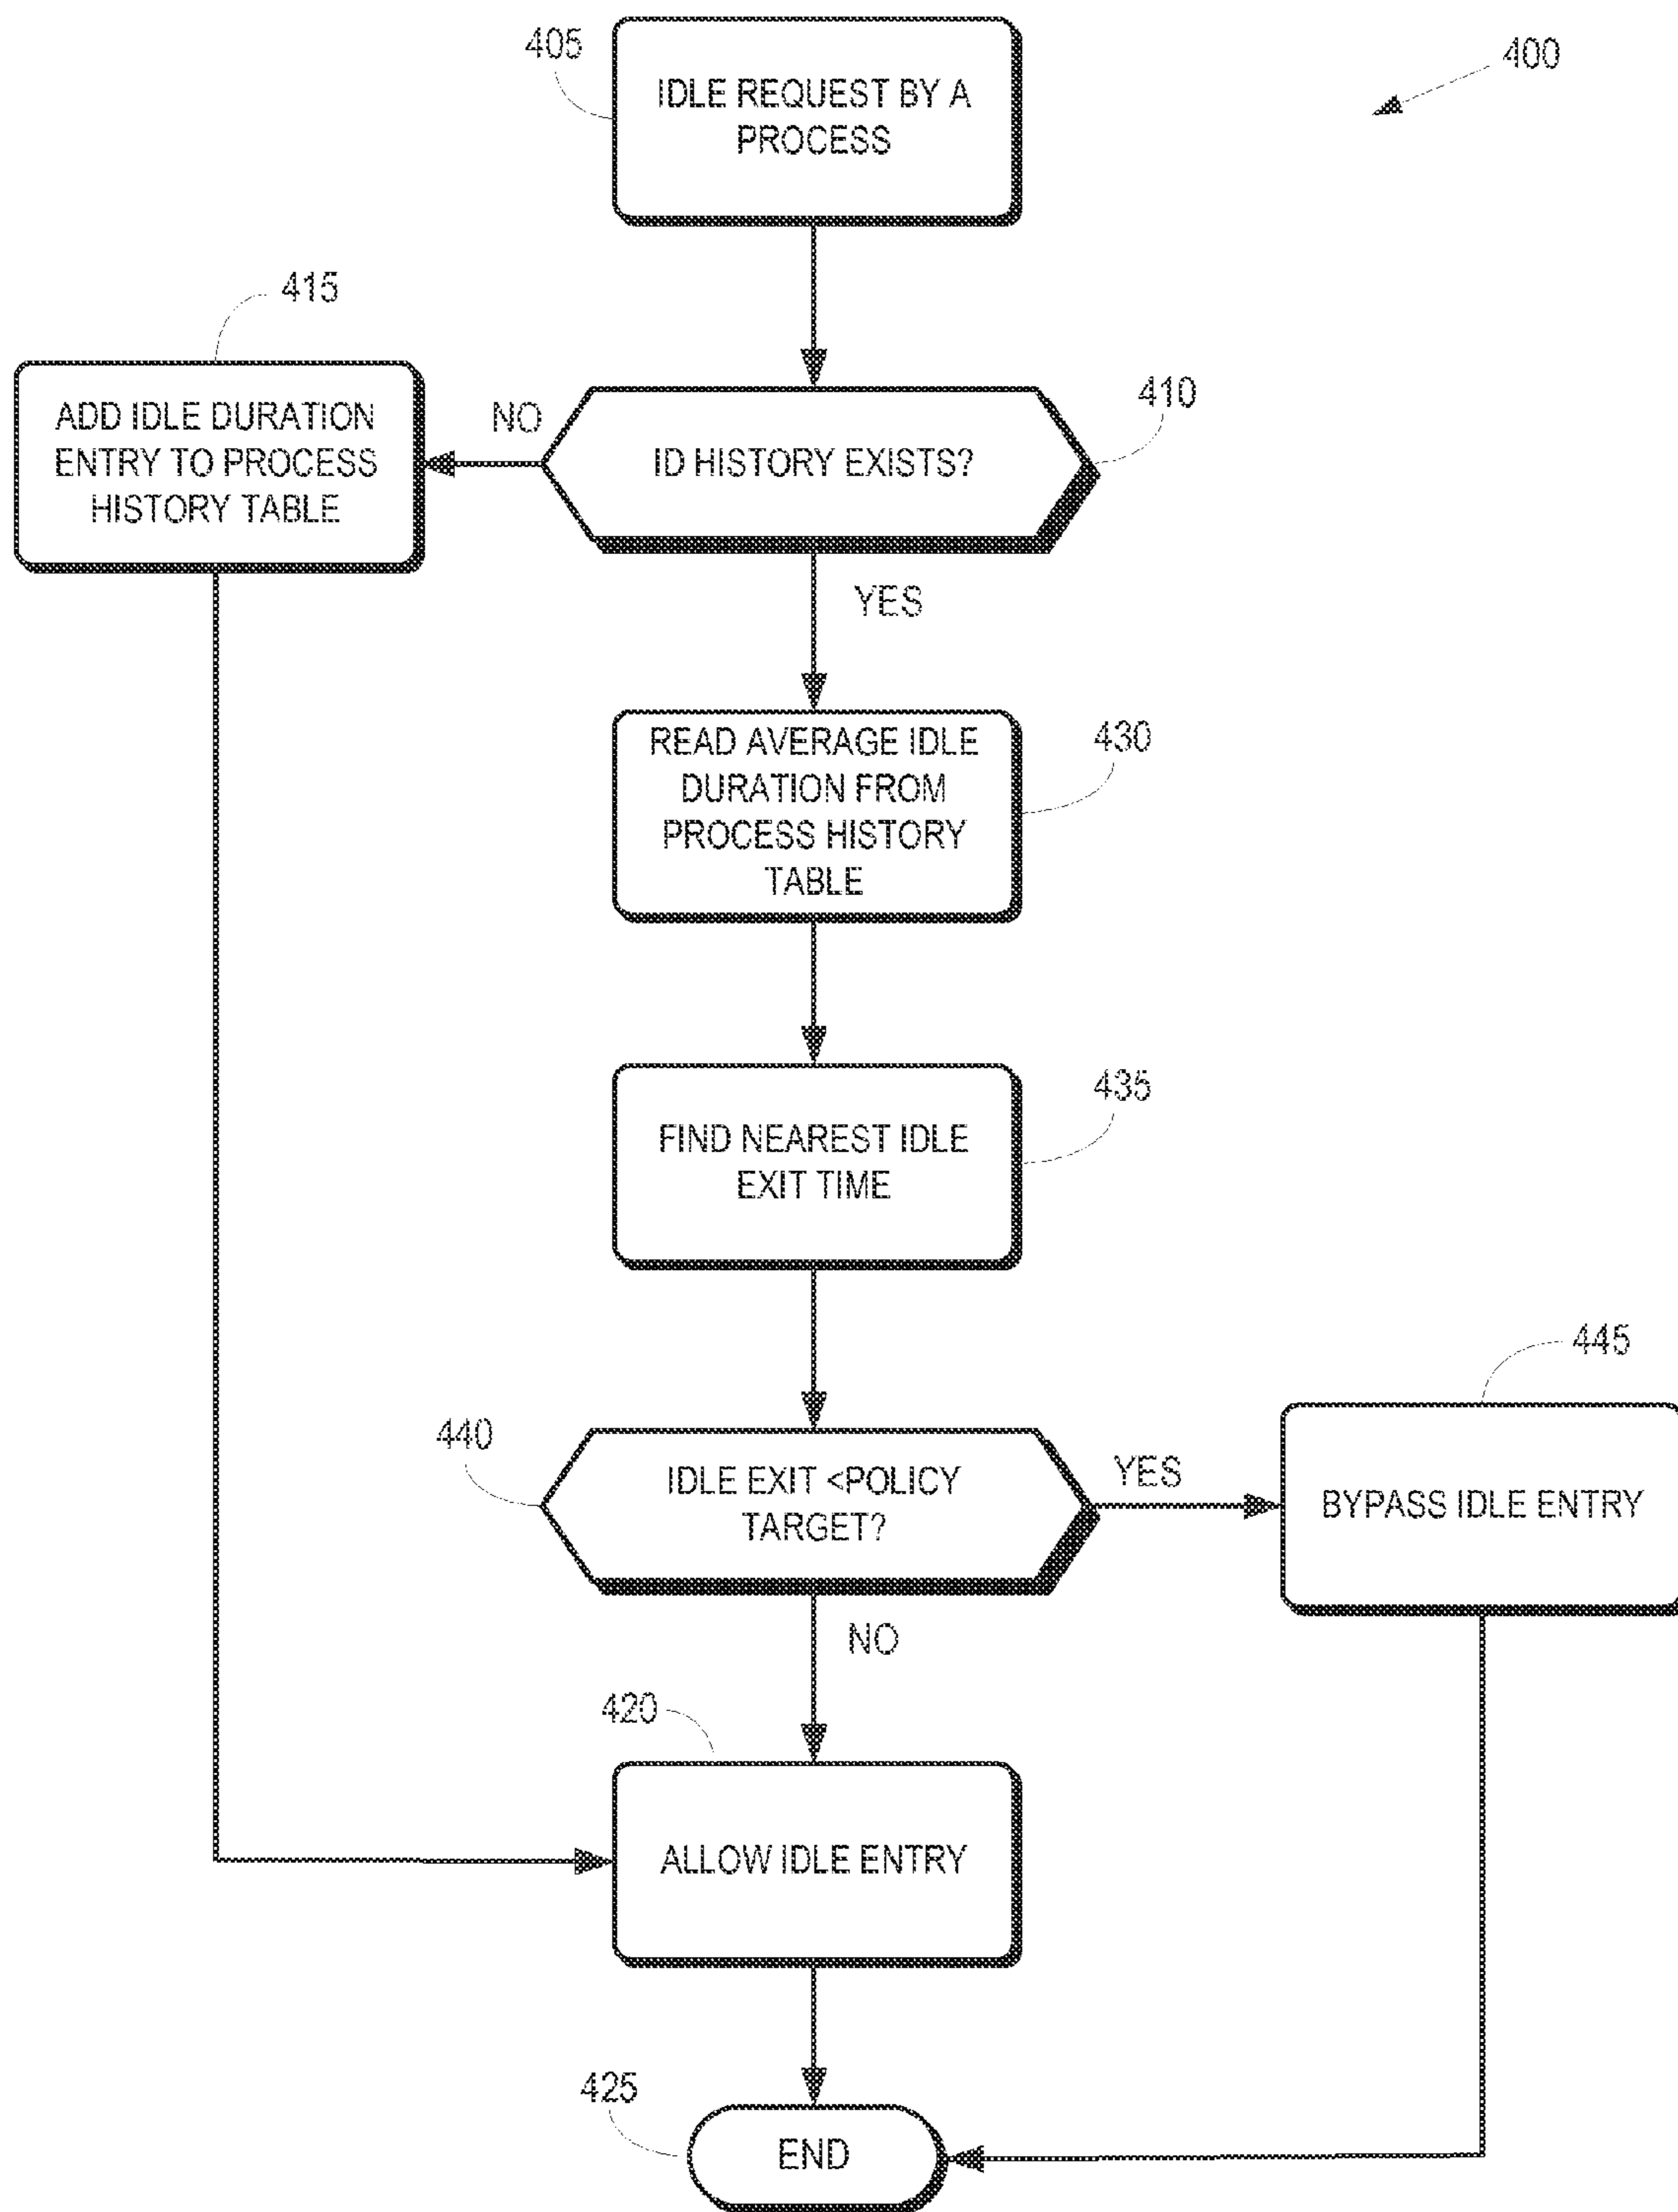 405
IDLE REQUEST BY A
PROCESS
400
415
ADD IDLE DURATION
ENTRY TO PROCESS
HISTORY TABLE
NO
ID HISTORY EXISTS?
410
YES
READ AVERAGE IDLE
DURATION FROM
PROCESS HISTORY
TABLE
430
FIND NEAREST IDLE
EXIT TIME
435
440
IDLE EXIT <POLICY
TARGET?
YES
445
BYPASS IDLE ENTRY
NO
420
ALLOW IDLE ENTRY
425
END